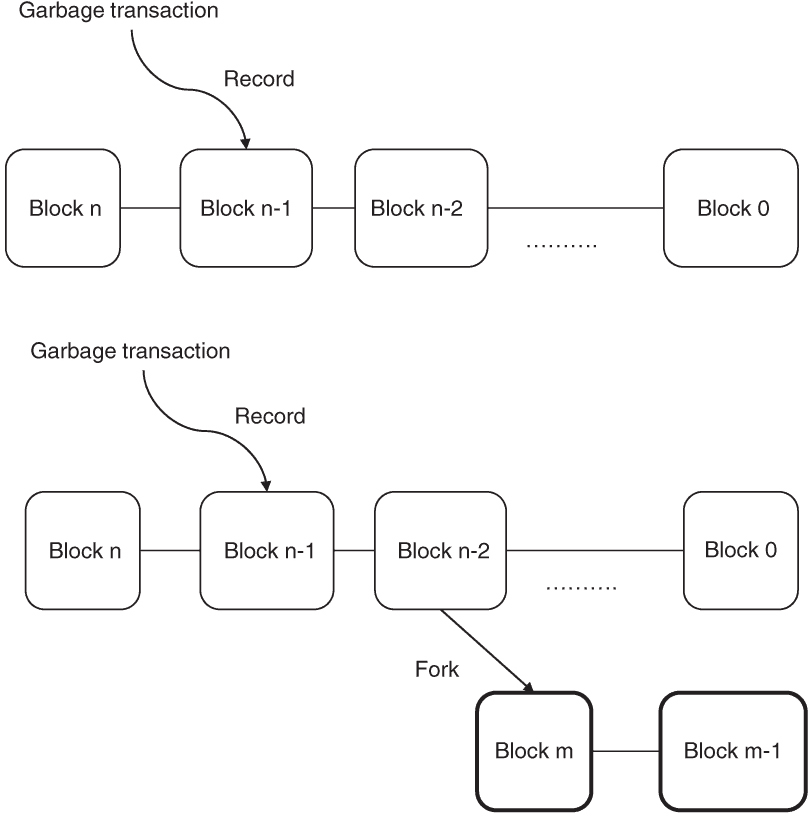 Garbage transaction
Record
Block n
Block n-1
Block n-2
Block 0
..........
Garbage transaction
Record
Block n
Block n-1
Block n-2
Block 0
..........
Fork
Block m
Block m-1